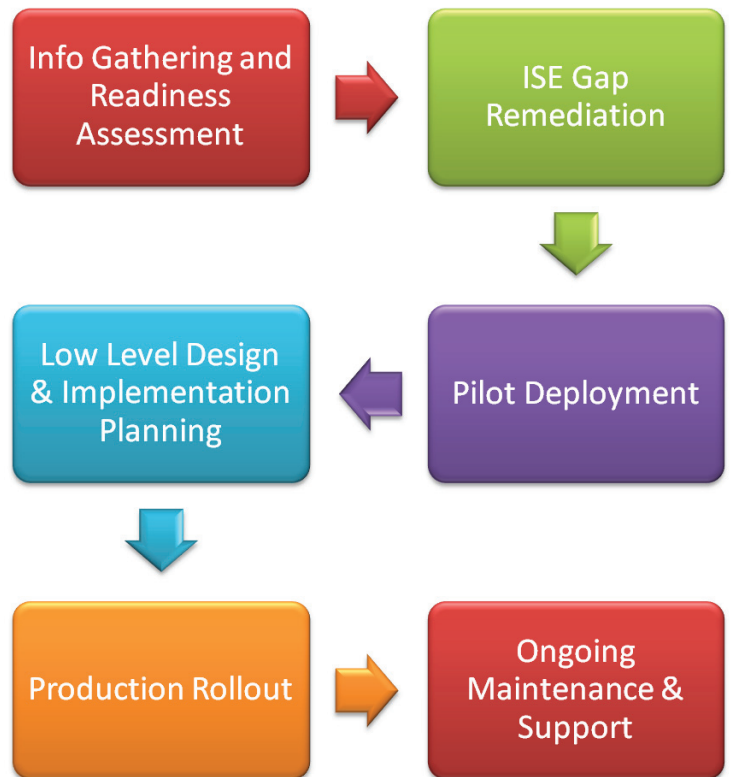 Info Gathering and
Readiness
Assessment
ISE Gap
Remediation
Pilot Deployment
Low Level Design
& Implementation
Planning
Production Rollout
Ongoing
Maintenance &
Support